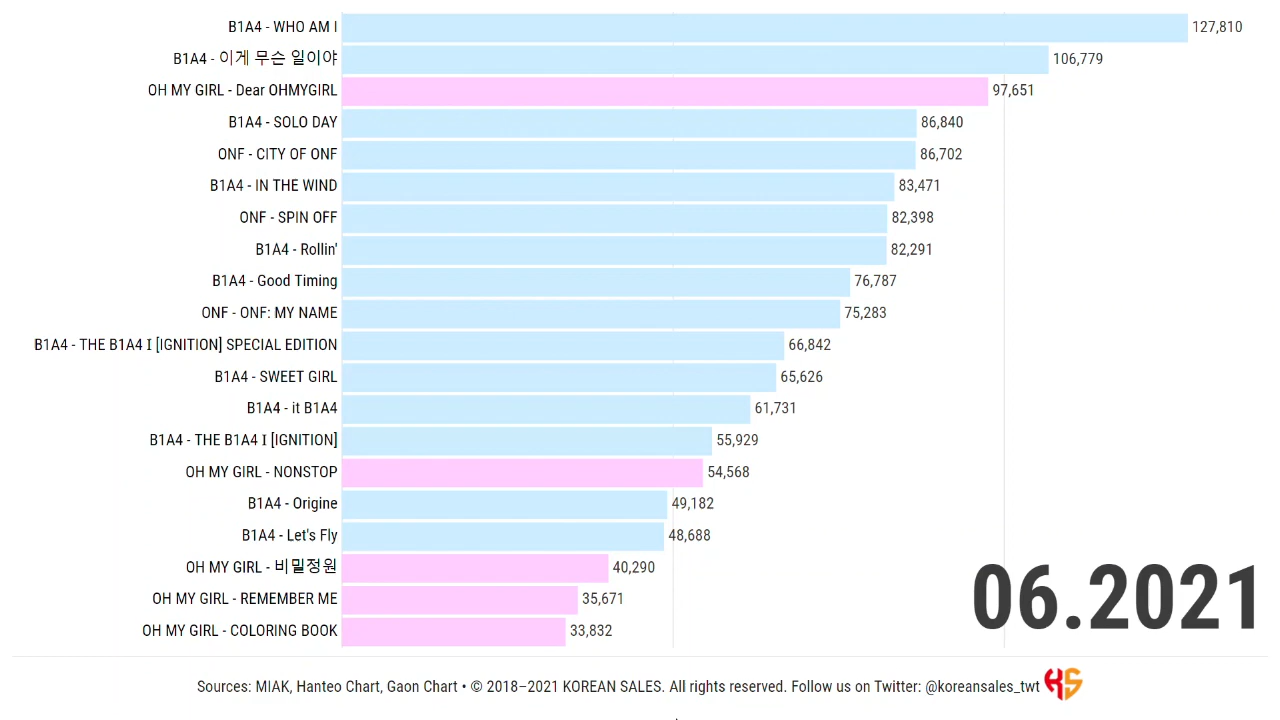 B1A4 - WHO AM I 127,810
B1A4 - 이게 무슨 일이야 106,779
OH MY GIRL - Dear OHMYGIRL 97,651
B1A4 - SOLO DAY 86,840
ONF - CITY OF ONF 86,702
B1A4 - IN THE WIND 83,471
ONF - SPIN OFF 82,398
B1A4 - Rollin' 82,291
B1A4 - Good Timing 76,787
ONF - ONF: MY NAME 75,283
B1A4 - THE B1A4 I [IGNITION] SPECIAL EDITION 66,842
B1A4 - SWEET GIRL 65,626
B1A4 - it B1A4 61,731
B1A4 - THE B1A4 I [IGNITION] 55,929
OH MY GIRL - NONSTOP 54,568
B1A4 - Origine 49,182
B1A4 - Let's Fly 48,688
OH MY GIRL - 비밀정원 40,290
OH MY GIRL - REMEMBER ME 35,671
OH MY GIRL - COLORING BOOK 33,832
06.2021
Sources: MIAK, Hanteo Chart, Gaon Chart • © 2018–2021 KOREAN SALES. All rights reserved. Follow us on Twitter: @koreansales_twt KS